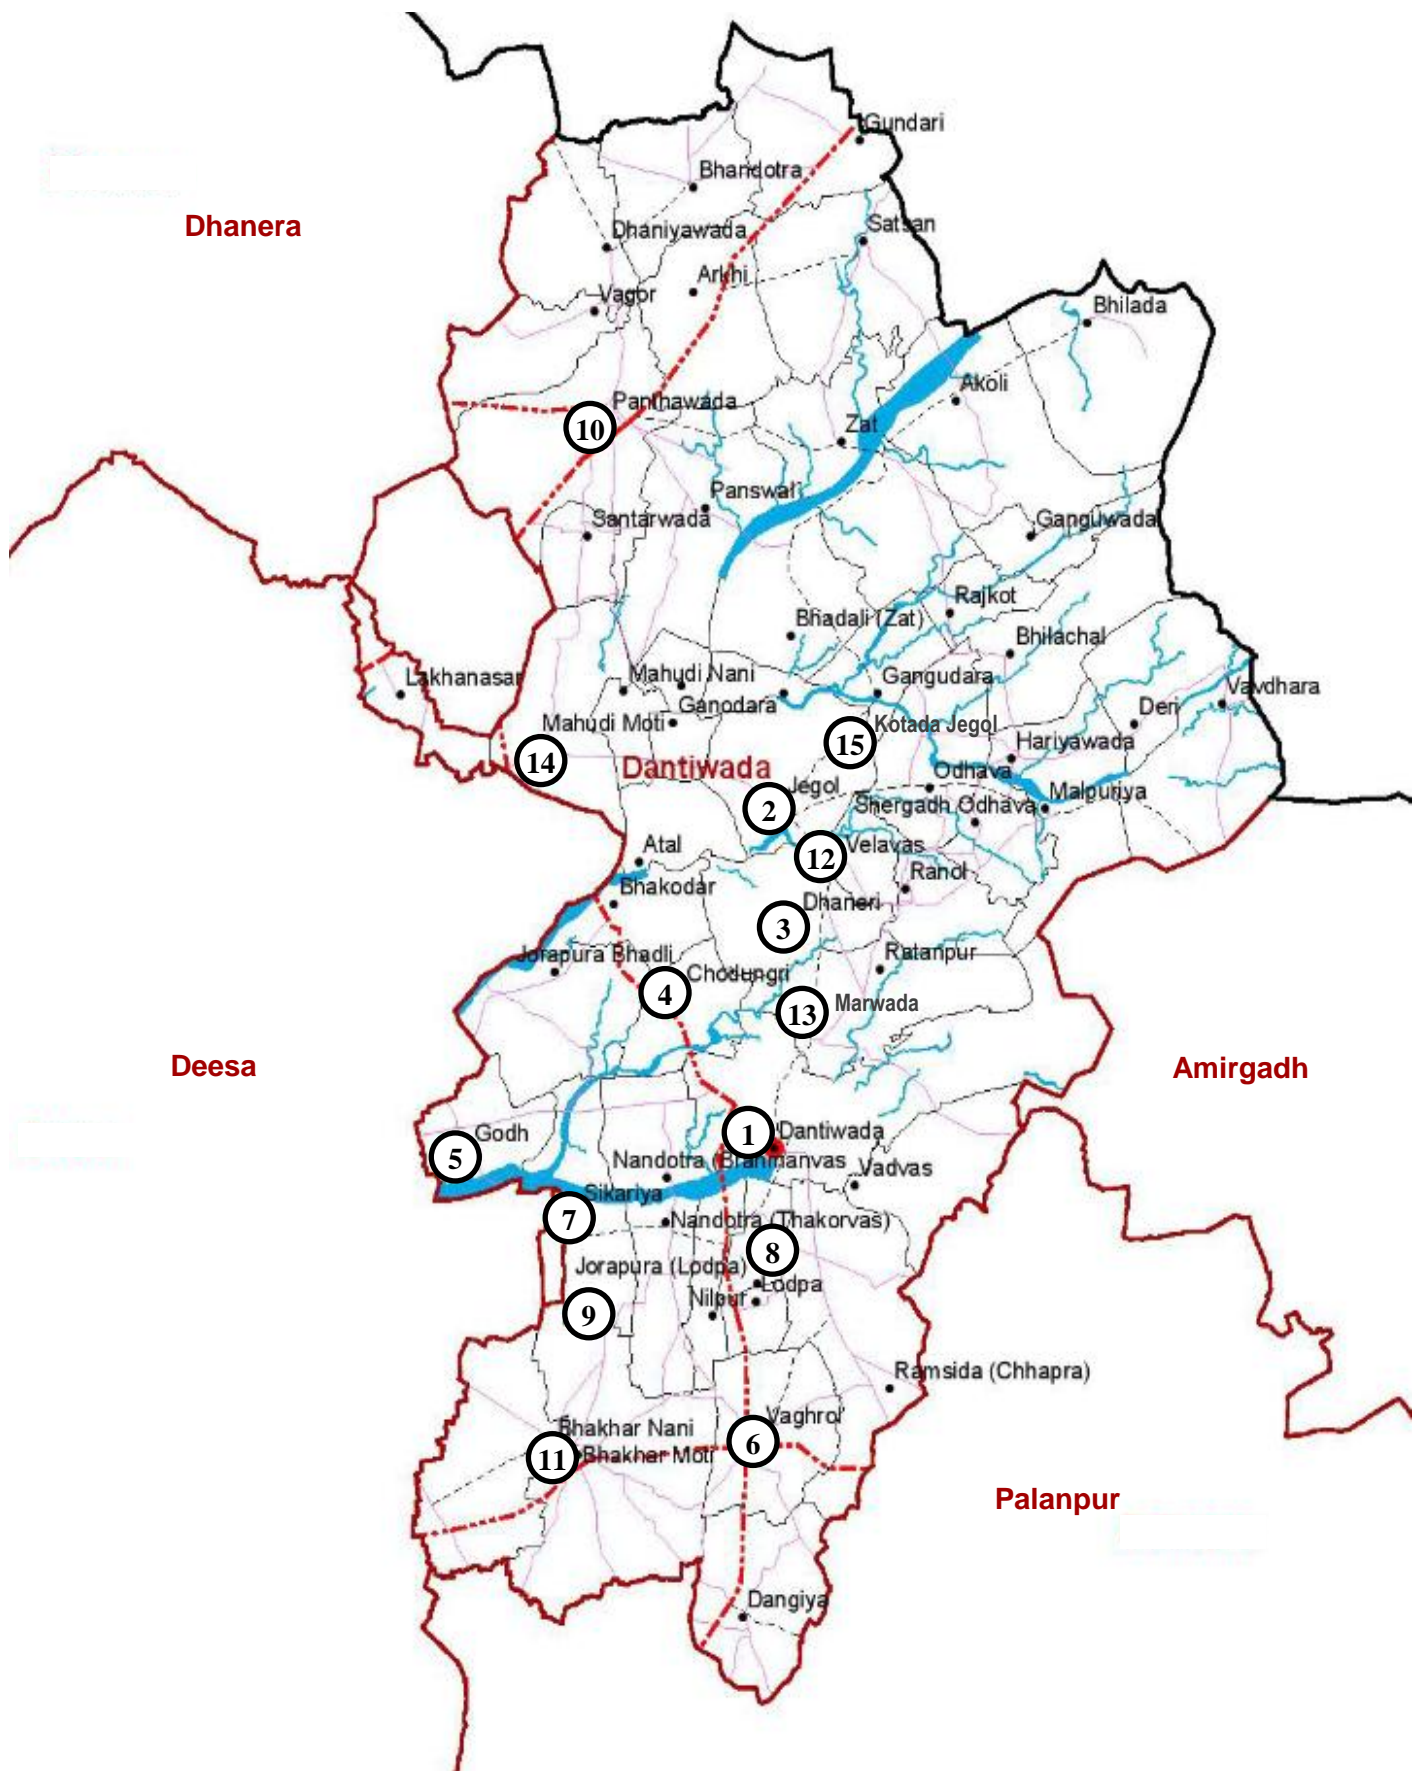 Gundari
Bhandotra
Dhanera
Dhaniyawada
Satsan
Arkhi
Vagor
Bhilada
Akoli
Panthawada
10
Zat
Panswal
Santarwada
Ganguwada
Rajkot
Bhadali (Zat)
Bhilachal
Lakhanasar
Mahudi Nani
Gangudara
Vavdhara
Ganodara
Deri
Mahudi Moti
Kotada Jegol
15
Hariyawada
14
Dantiwada
Odhava
Jegol
Malpuriya
2
Shergadh Odhava
Atal
Velavas
12
Ranol
Bhakodar
Dhaneri
3
Jorapura Bhadli
Ratanpur
Chodungri
4
Marwada
13
Deesa
Amirgadh
1
Dantiwada
Godh
5
Nandotra (Brahmanvas
Vadvas
Sikariya
7
Nandotra (Thakorvas)
8
Jorapura (Lodpa)
Lodpa
Nilpur
9
Ramsida (Chhapra)
Vaghrol
Bhakhar Nani
6
11
Bhakhar Moti
Palanpur
Dangiya